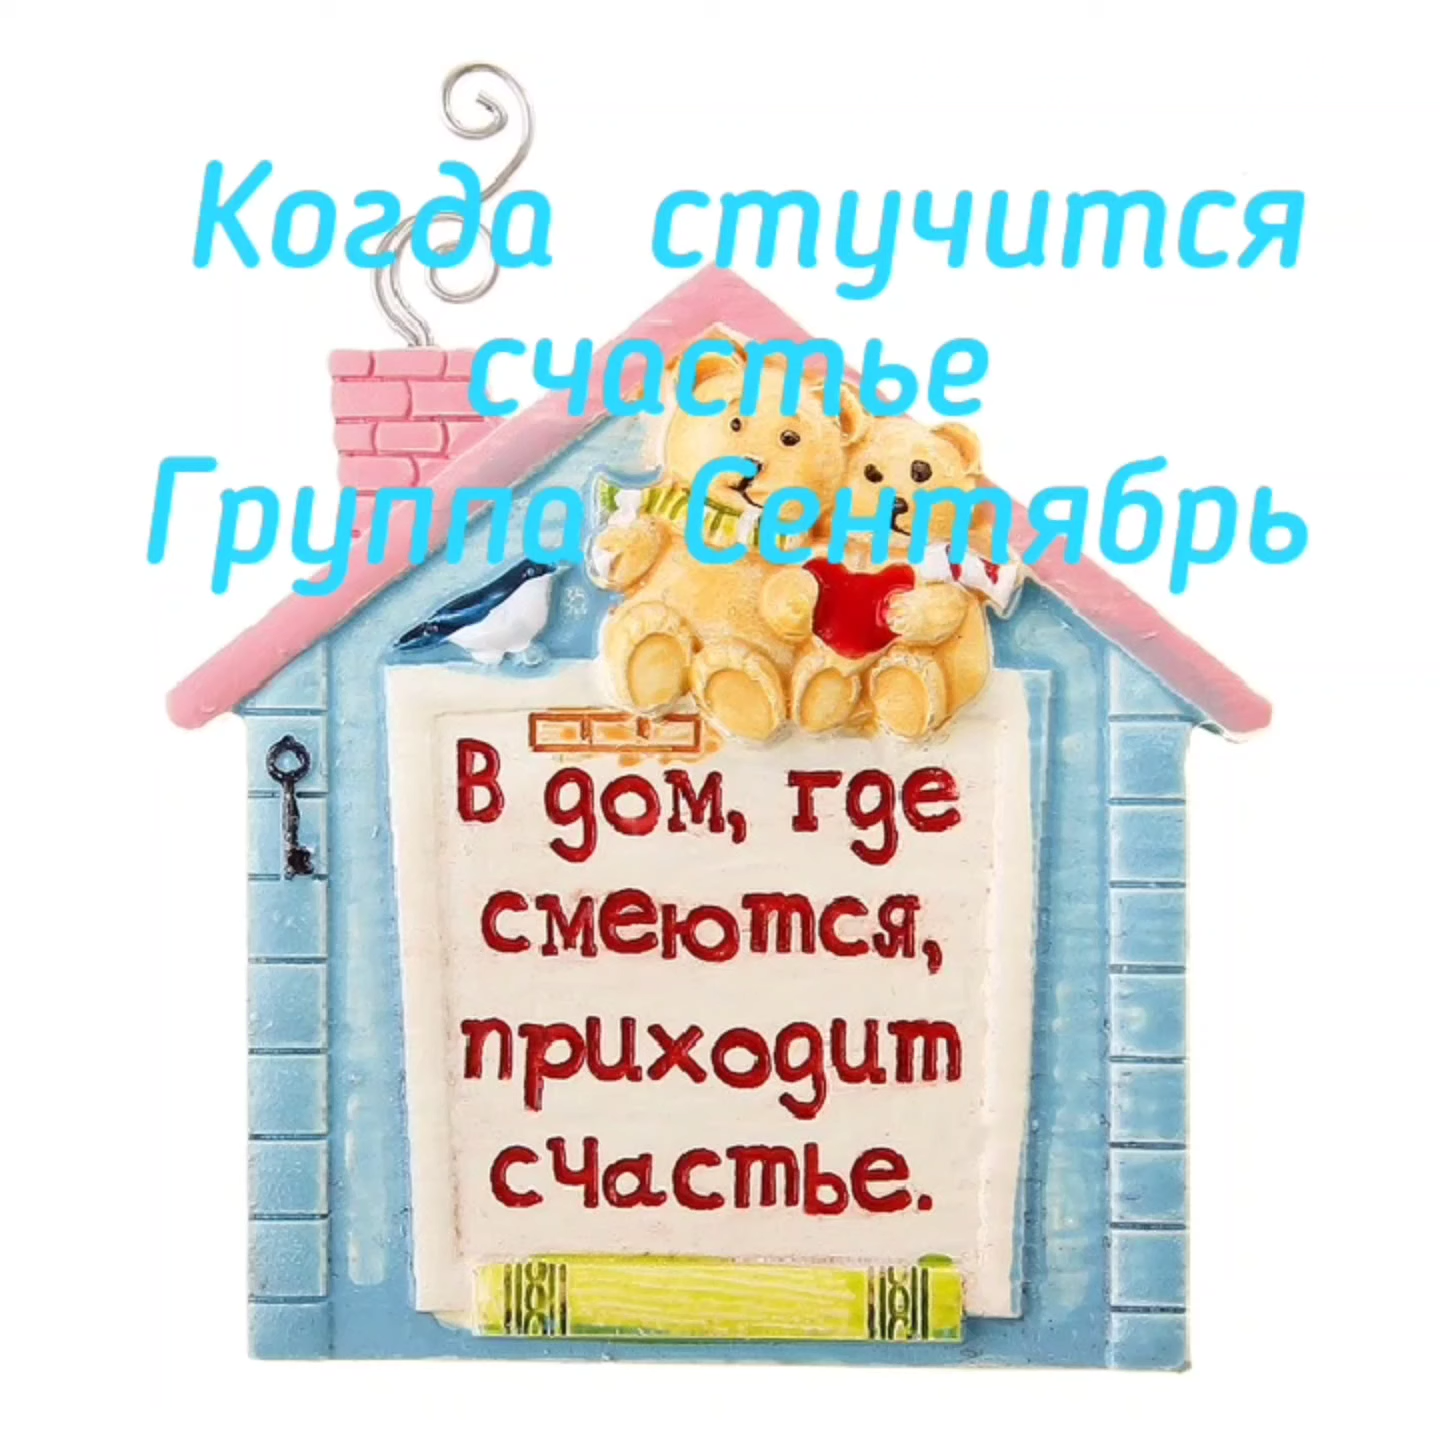 Когда стучится
счастье
Группа Сентябрь
В дом, где
смеются,
приходит
счастье.